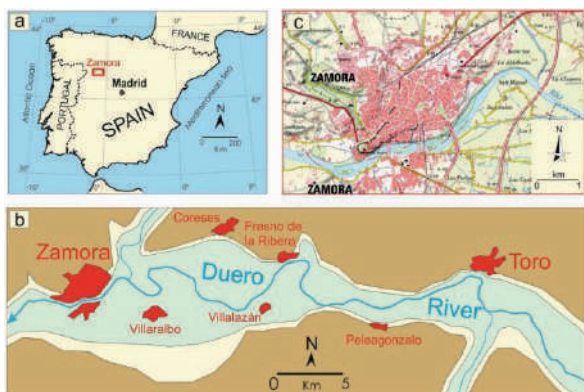 a
FRANCE
Zamora
Madrid
Atlantic Ocean
PORTUGAL
SPAIN
Mediterranean Sea
N
0 200
Km
c
ZAMORA
ZAMORA
N
km
0 1
b
Coreses
Fresno de
la Ribera
Zamora
Duero
Toro
River
Villaralbo
Villalazán
Peleagonzalo
N
0 Km 5